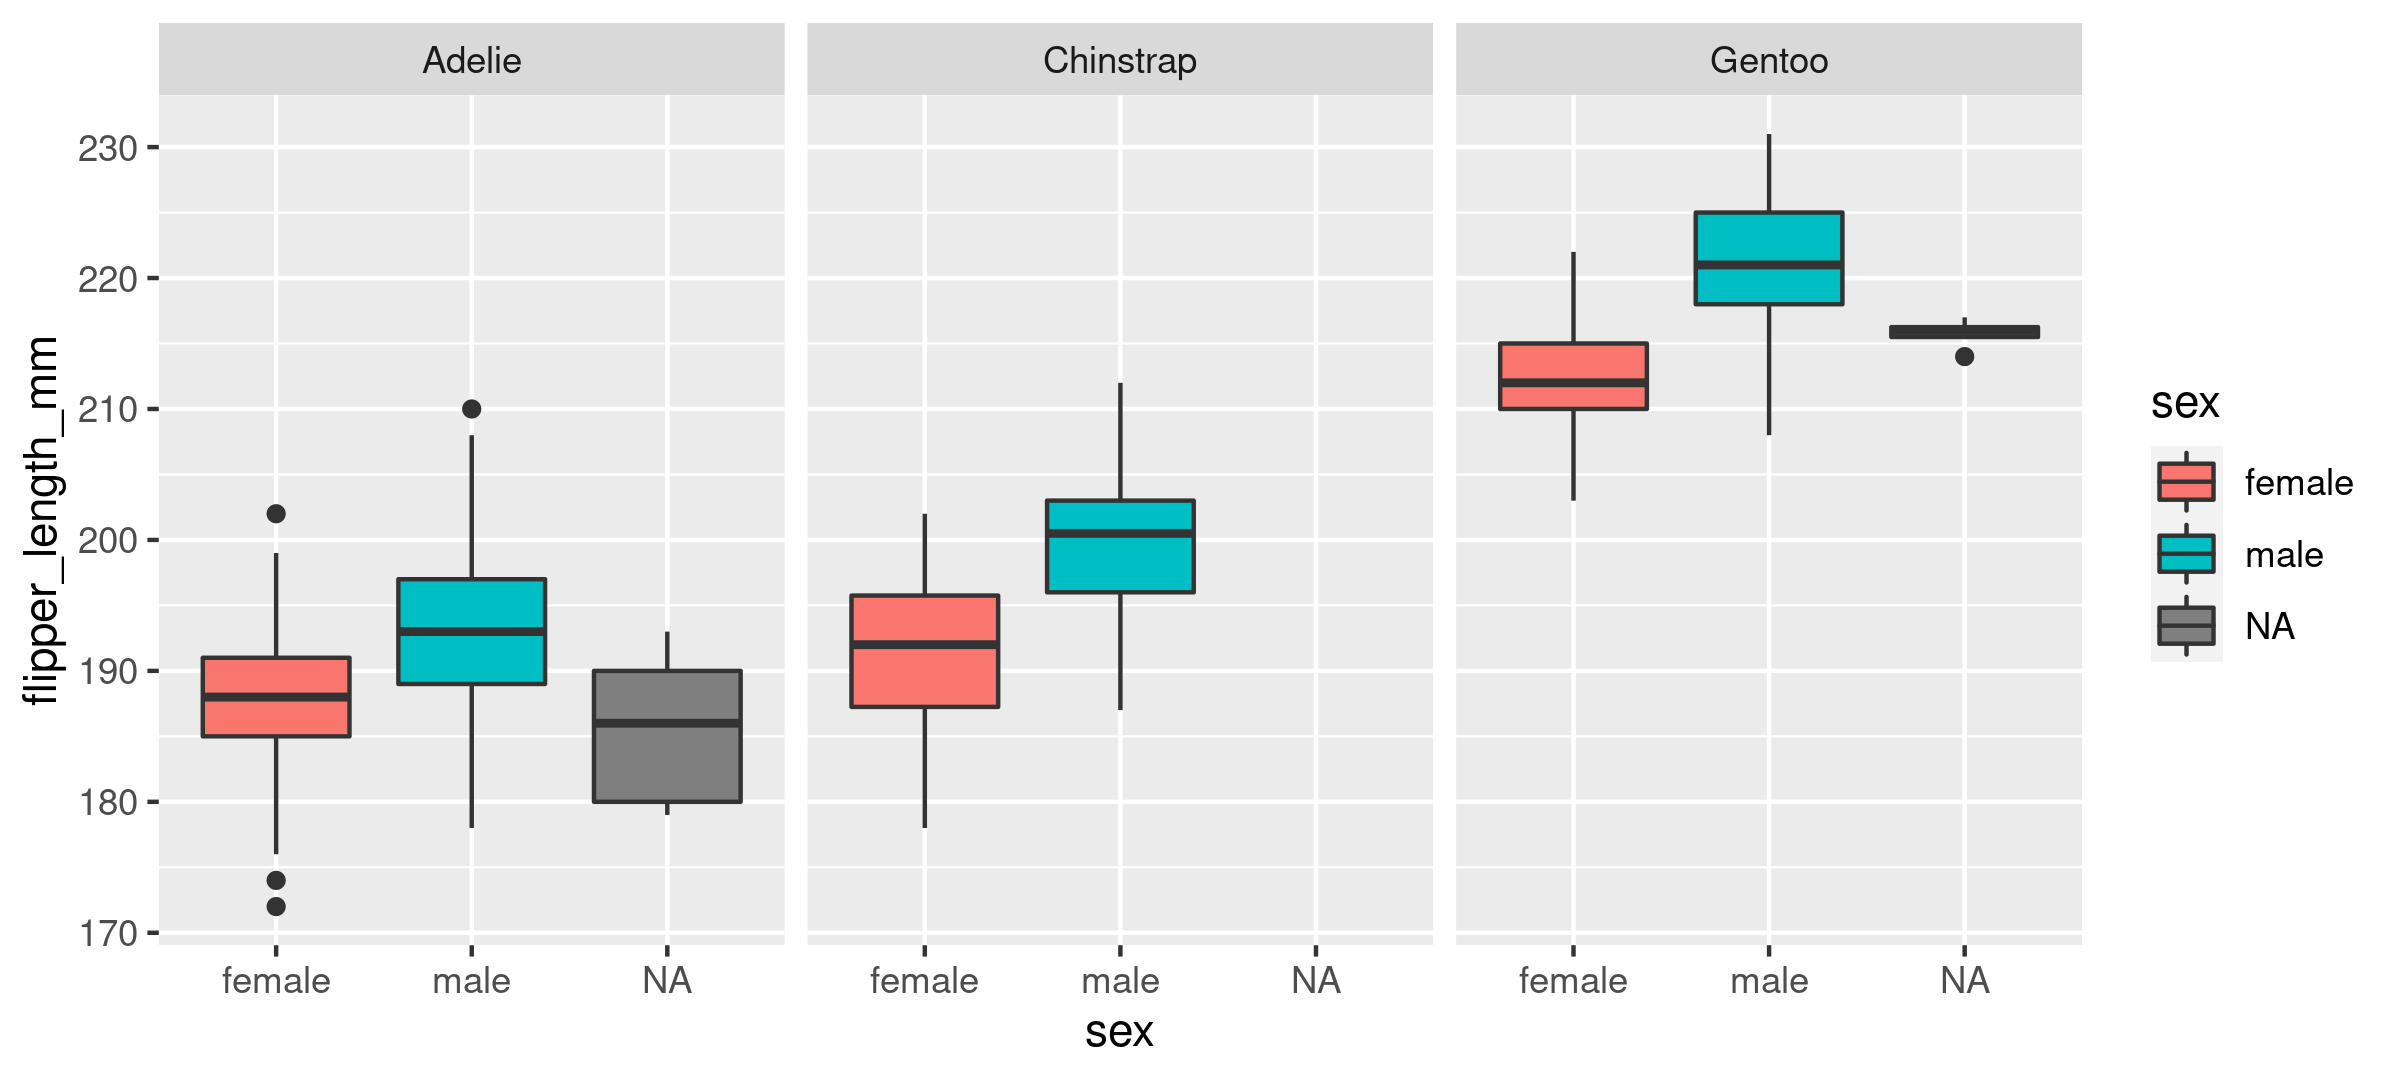 Adelie Chinstrap Gentoo
flipper_length_mm
230
220
210
200
190
180
170
female male NA female male NA female male NA
sex
sex
female
male
NA